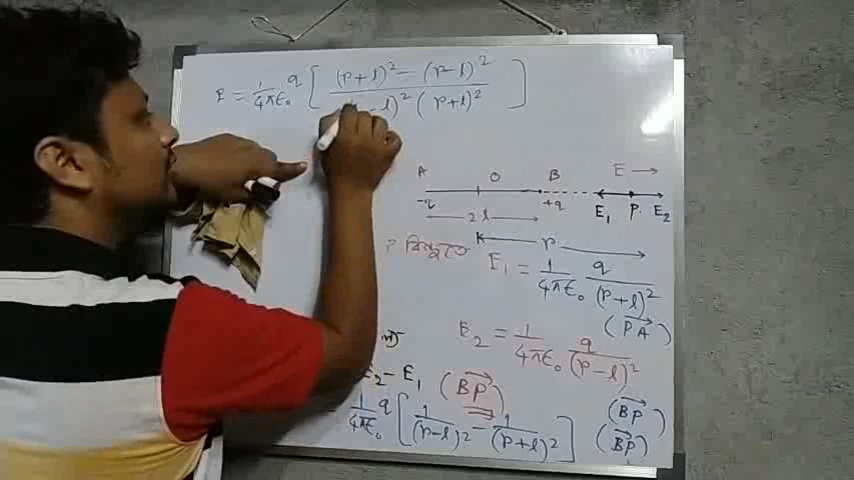 E = 1/4πϵ₀ q [ (r+l)² − (r−l)² / (r−l)² (r+l)² ]
A O B E →
−q +q E₁ P. E₂
2l
r
P বিন্দুতে E₁ = 1/4πϵ₀ q/(r+l)²
(PA→)
E₂ = 1/4πϵ₀ q/(r−l)²
(BP→)
E₂ − E₁ (BP→)
1/4πϵ₀ q [ 1/(r−l)² − 1/(r+l)² ] (BP→)